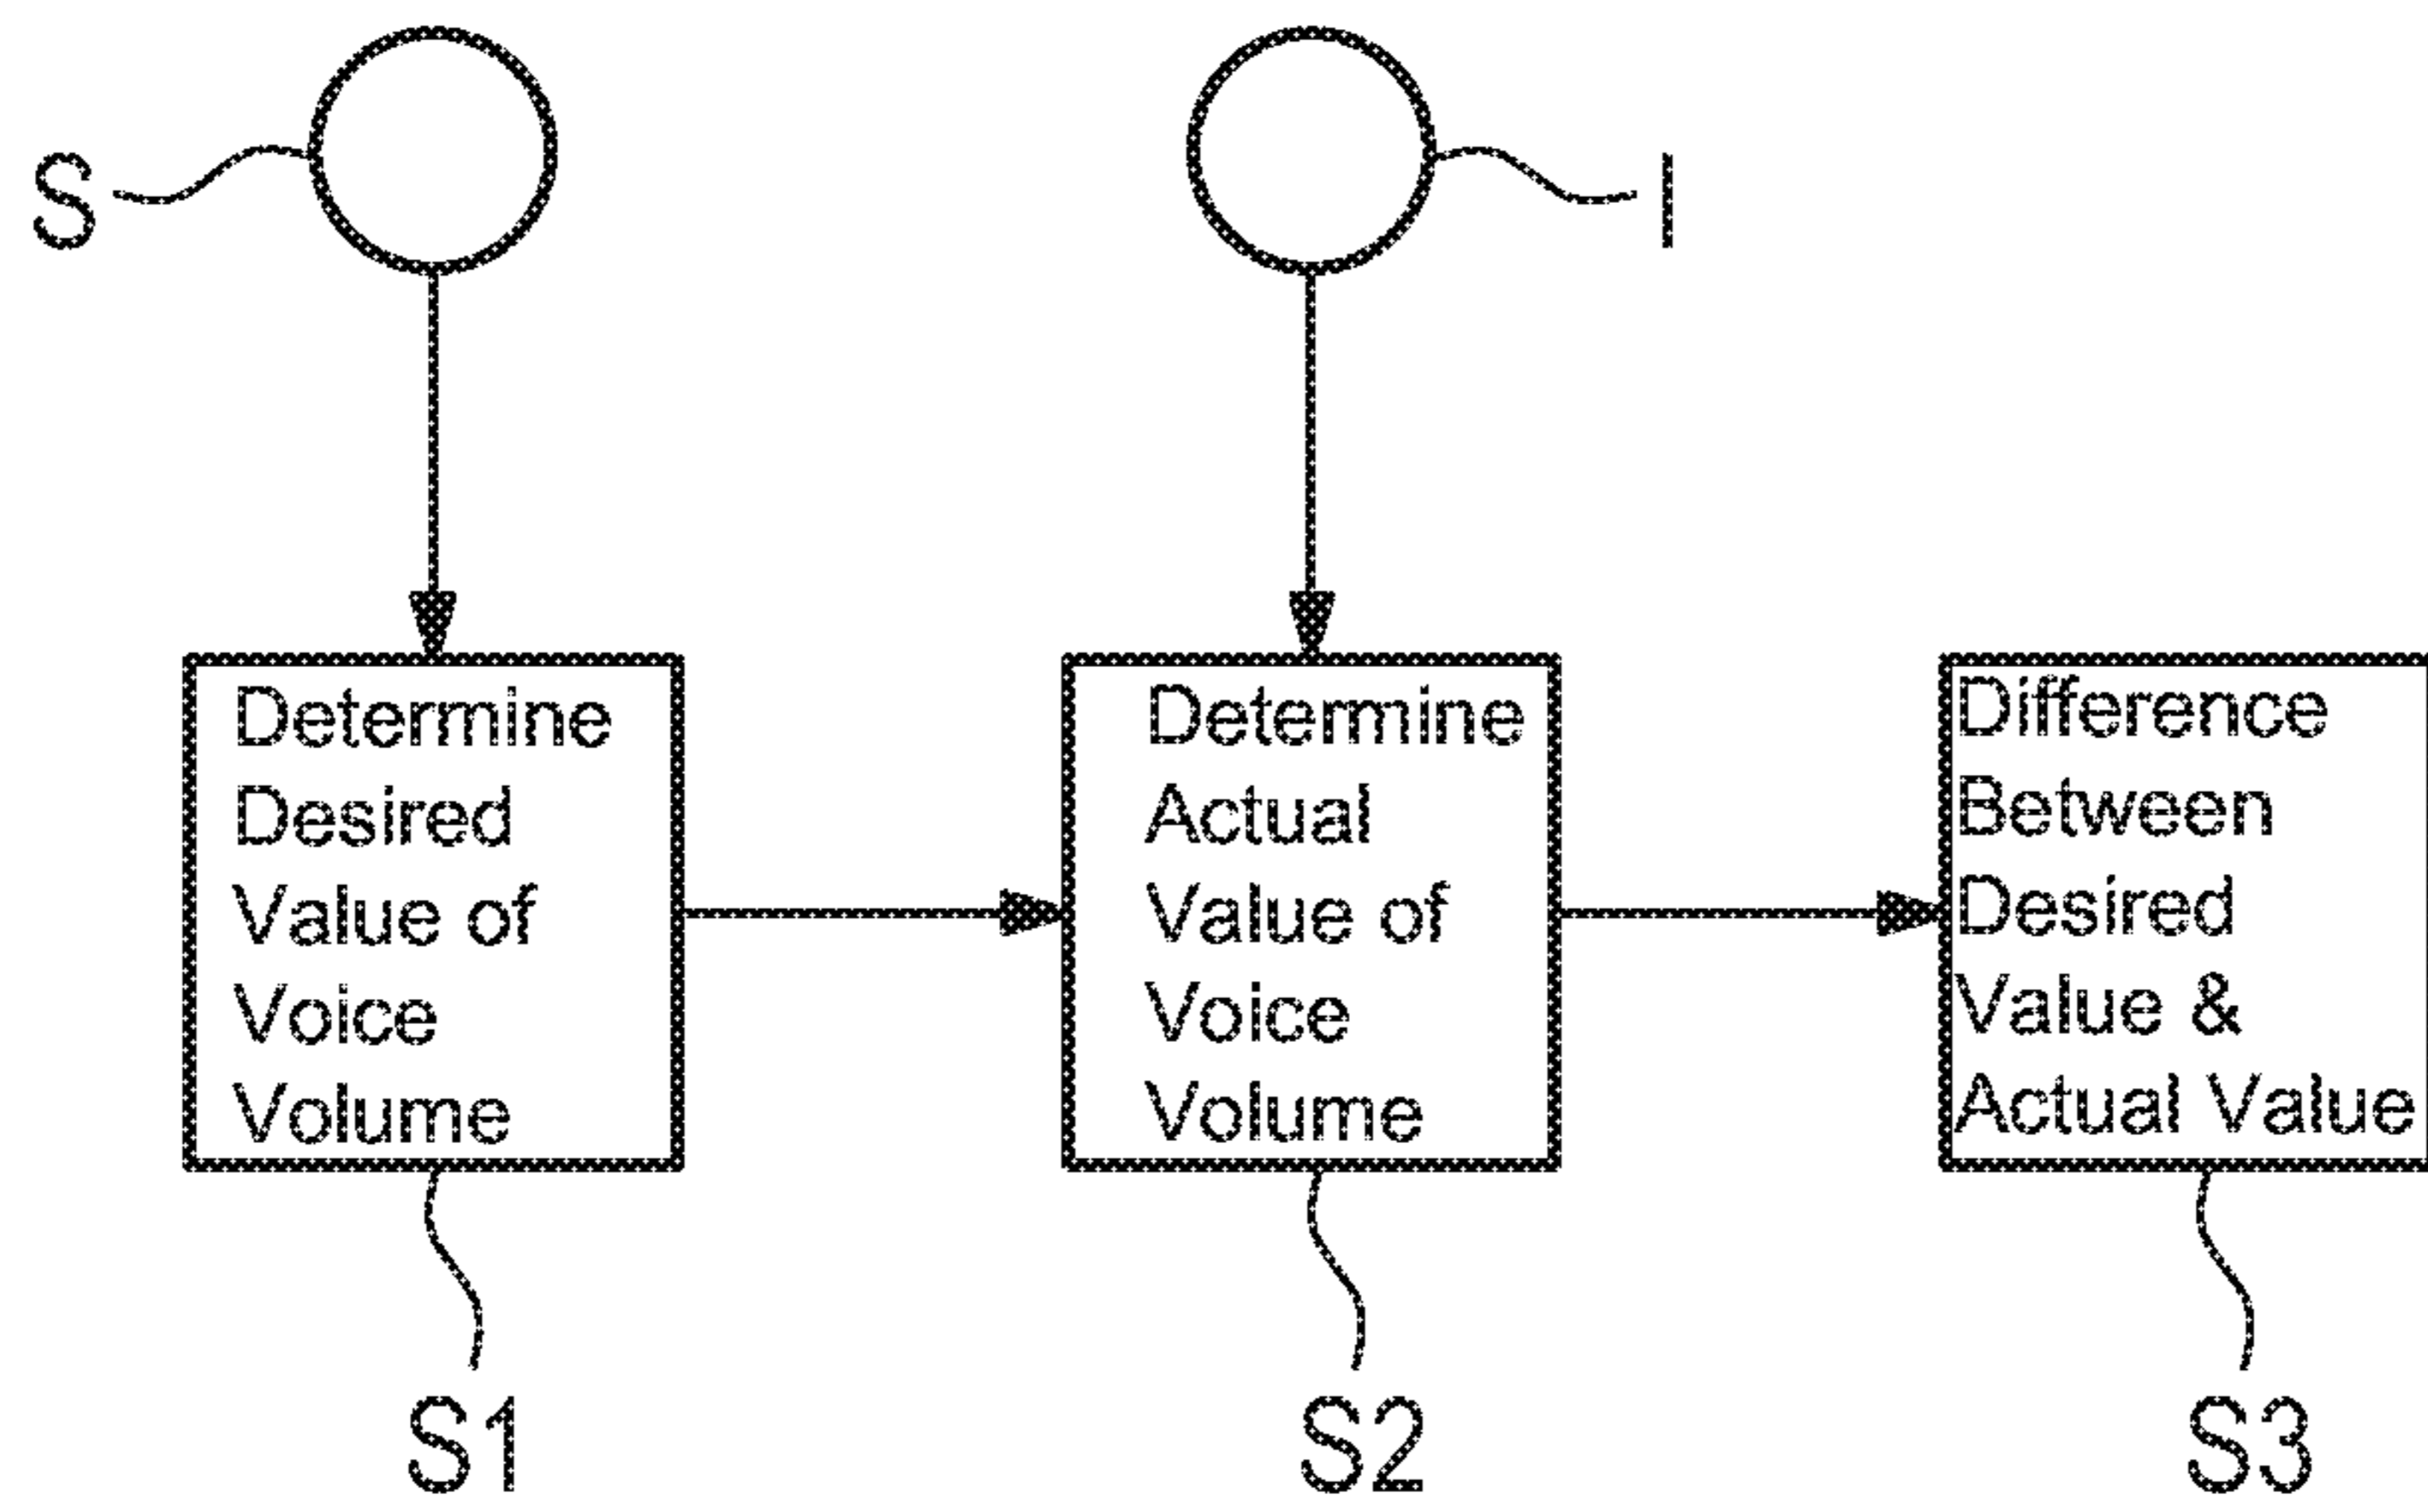 S
I
Determine
Desired
Value of
Voice
Volume
Determine
Actual
Value of
Voice
Volume
Difference
Between
Desired
Value &
Actual Value
S1
S2
S3